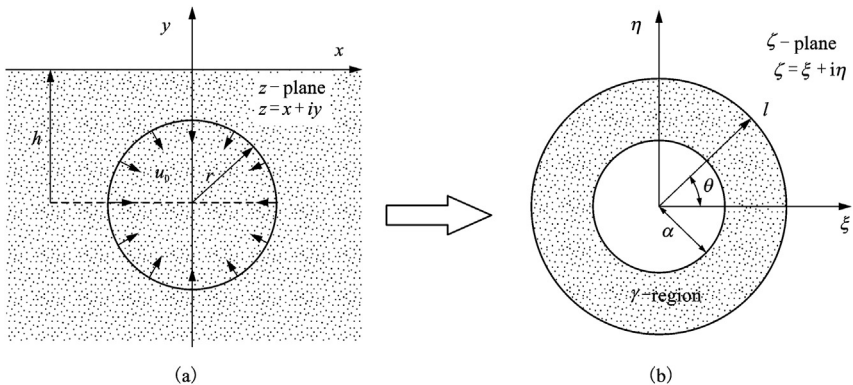 y
x
z – plane
z = x + iy
h
u₀
r
(a)
η
ζ – plane
ζ = ξ + iη
l
θ
ξ
α
γ–region
(b)